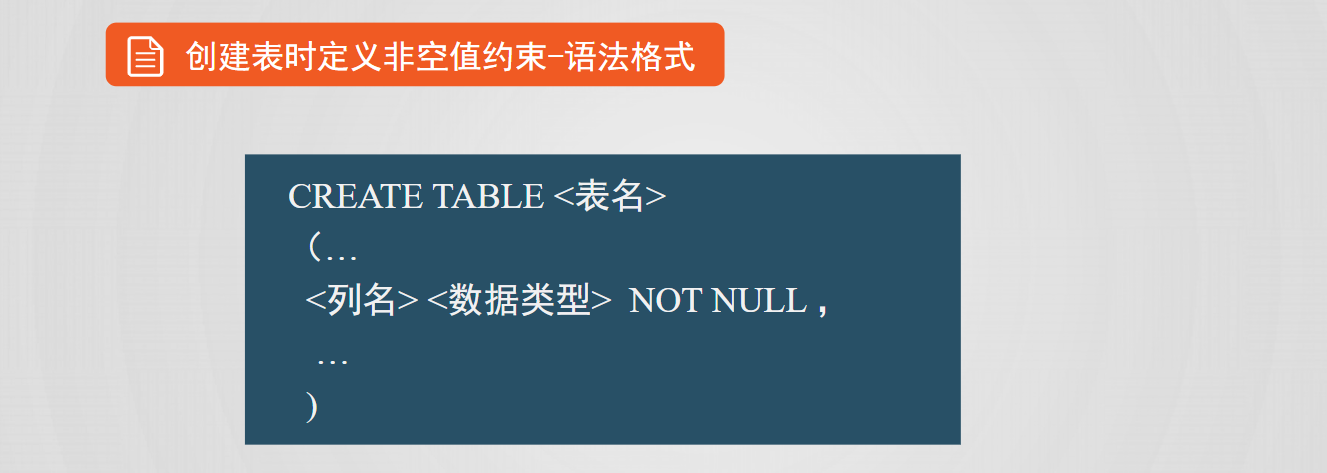 创建表时定义非空值约束-语法格式
CREATE TABLE <表名>
（…
<列名> <数据类型> NOT NULL ，
…
)